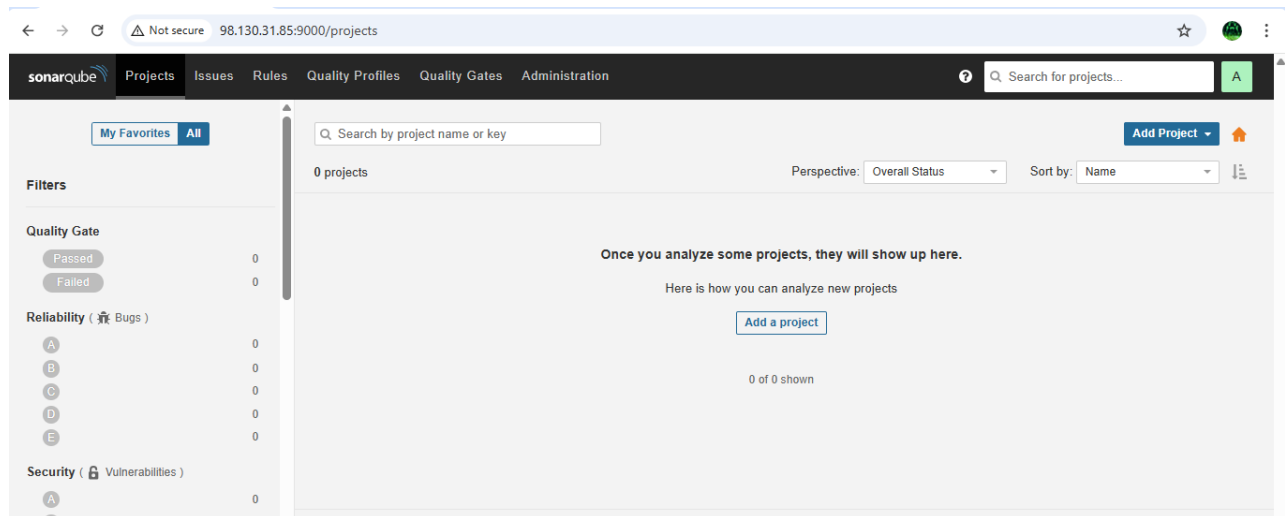 Not secure 98.130.31.85:9000/projects
sonarqube Projects Issues Rules Quality Profiles Quality Gates Administration ? Search for projects... A
My Favorites All
Search by project name or key
Add Project
0 projects
Perspective: Overall Status Sort by: Name
Filters
Quality Gate
Passed 0
Failed 0
Reliability ( Bugs )
A 0
B 0
C 0
D 0
E 0
Security ( Vulnerabilities )
A 0
Once you analyze some projects, they will show up here.
Here is how you can analyze new projects
Add a project
0 of 0 shown